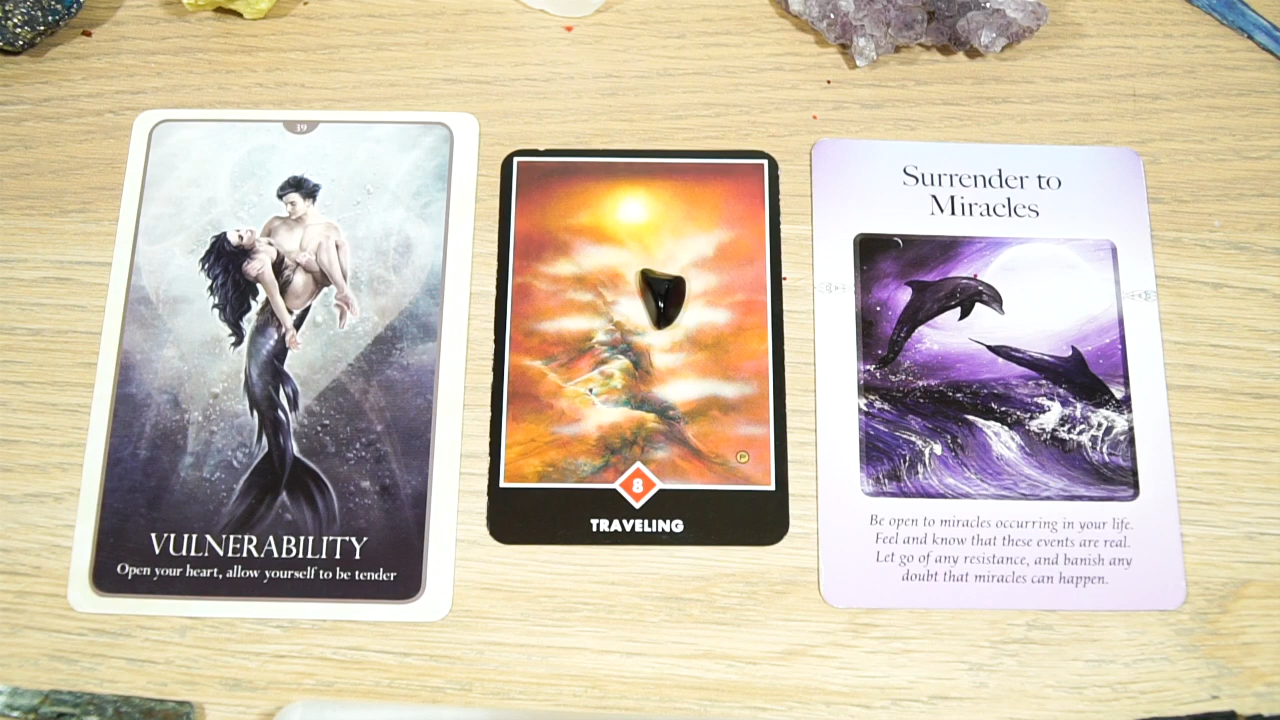 39
VULNERABILITY
Open your heart, allow yourself to be tender
8
TRAVELING
Surrender to
Miracles
Be open to miracles occurring in your life.
Feel and know that these events are real.
Let go of any resistance, and banish any
doubt that miracles can happen.